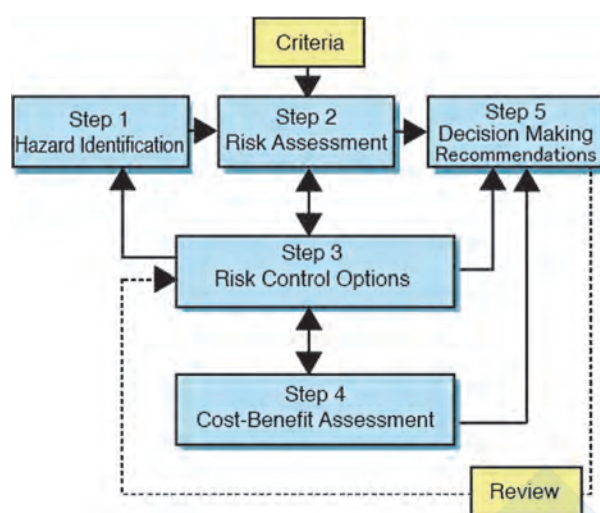 Criteria
Step 1
Hazard Identification
Step 2
Risk Assessment
Step 5
Decision Making
Recommendations
Step 3
Risk Control Options
Step 4
Cost-Benefit Assessment
Review